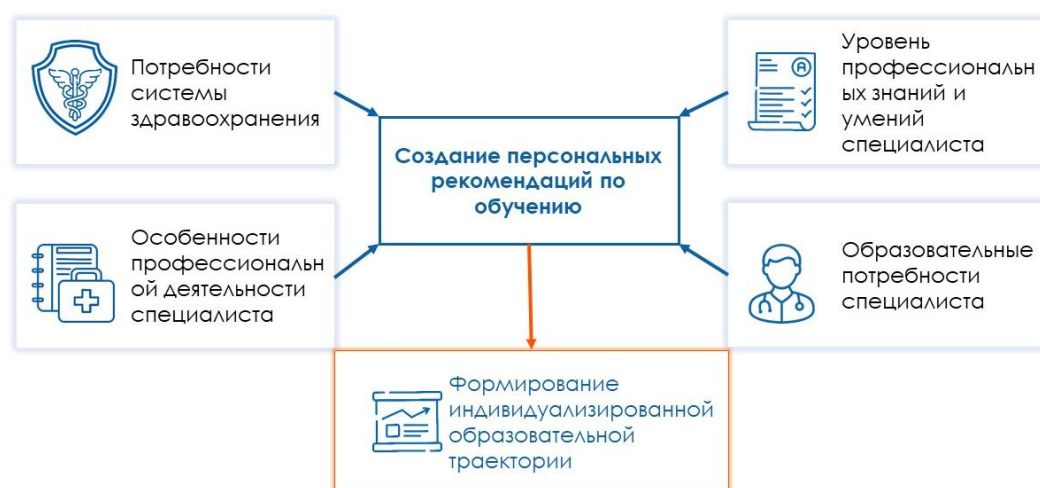 Потребности
системы
здравоохранения
Уровень
профессиональн
ых знаний и
умений
специалиста
Создание персональных
рекомендаций по
обучению
Особенности
профессиональн
ой деятельности
специалиста
Образовательные
потребности
специалиста
Формирование
индивидуализированной
образовательной
траектории